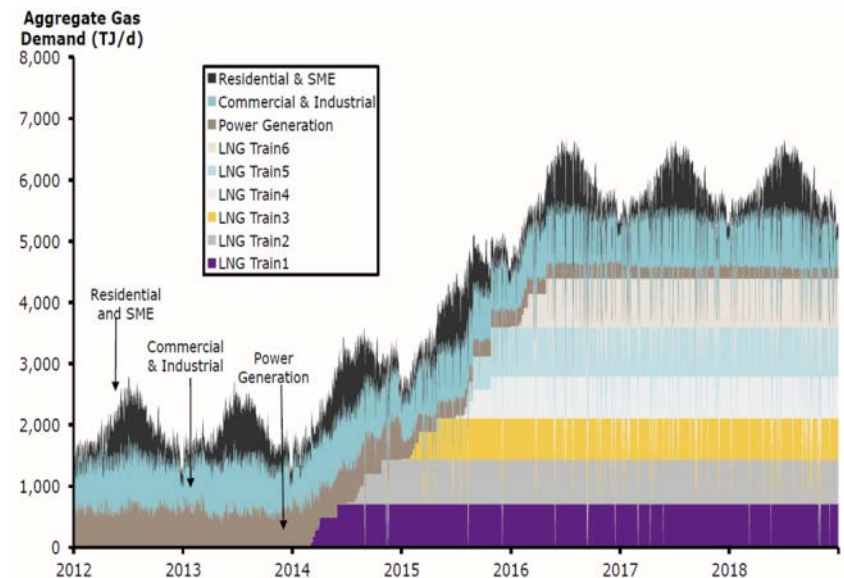 Aggregate Gas
Demand (TJ/d)
8,000
7,000
6,000
5,000
4,000
3,000
2,000
1,000
0
Residential & SME
Commercial & Industrial
Power Generation
LNG Train6
LNG Train5
LNG Train4
LNG Train3
LNG Train2
LNG Train1
Residential
and SME
Commercial
& Industrial
Power
Generation
2012 2013 2014 2015 2016 2017 2018